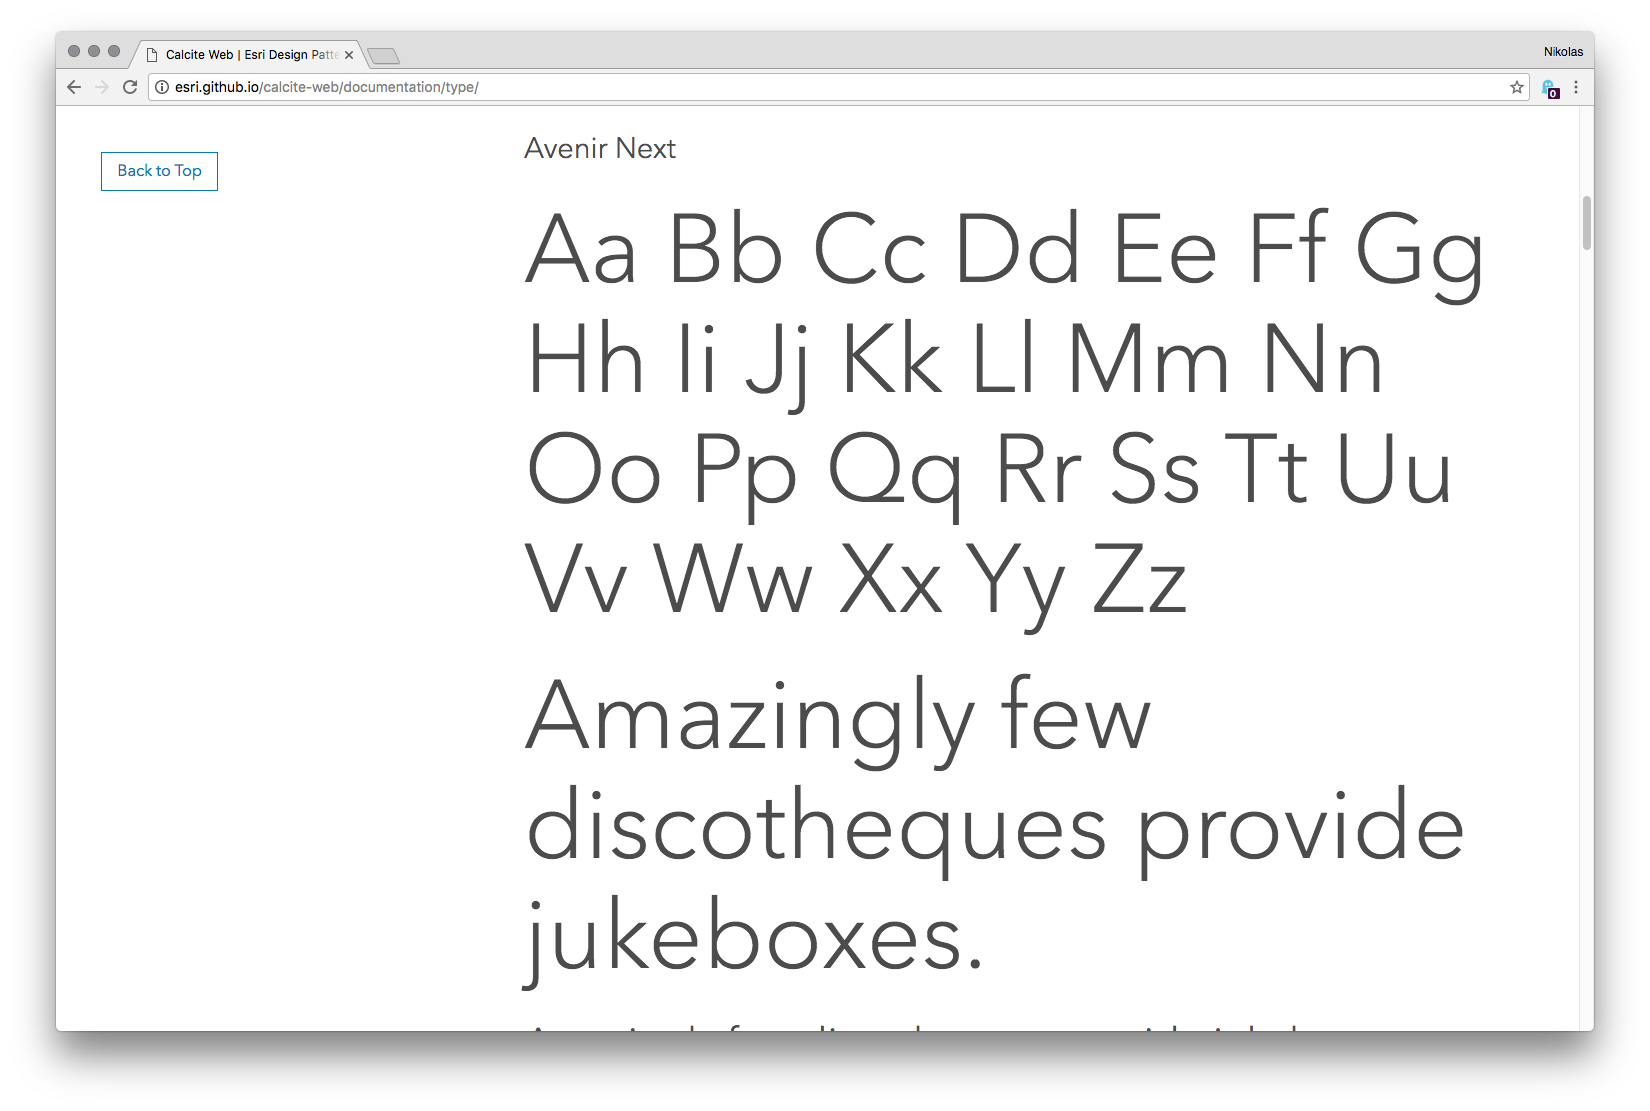 Calcite Web | Esri Design Patte
Nikolas
esri.github.io/calcite-web/documentation/type/
0
Back to Top
Avenir Next
Aa Bb Cc Dd Ee Ff Gg
Hh Ii Jj Kk Ll Mm Nn
Oo Pp Qq Rr Ss Tt Uu
Vv Ww Xx Yy Zz
Amazingly few
discotheques provide
jukeboxes.